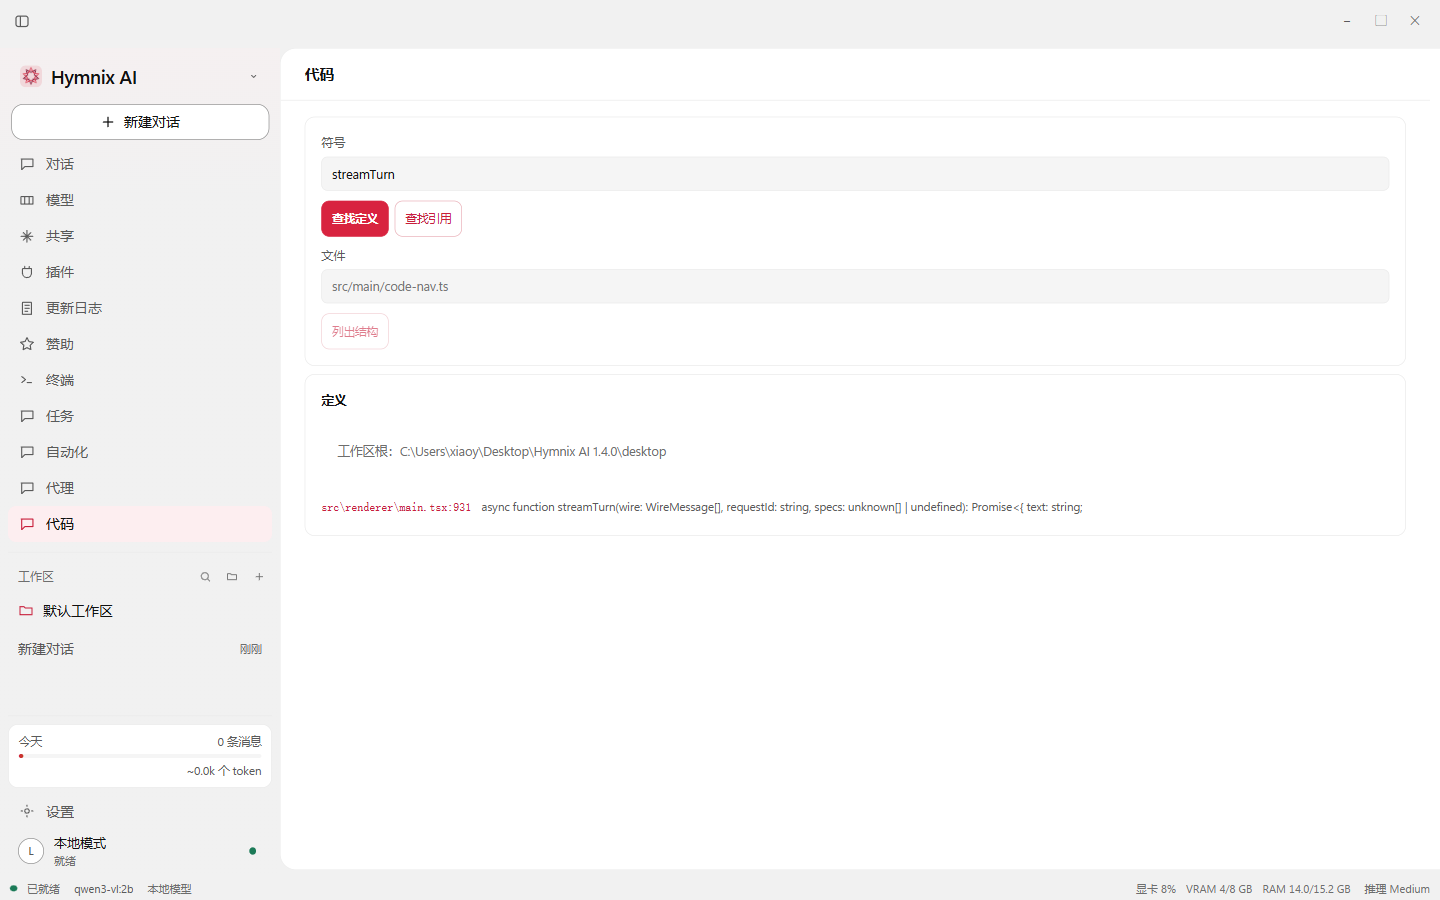 Hymnix AI
新建对话
对话
模型
共享
插件
更新日志
赞助
终端
任务
自动化
代理
代码
工作区
默认工作区
新建对话 刚刚
今天 0 条消息
~0.0k 个 token
设置
L
本地模式
就绪
代码
符号
streamTurn
查找定义 查找引用
文件
src/main/code-nav.ts
列出结构
定义
工作区根：C:\Users\xiaoy\Desktop\Hymnix AI 1.4.0\desktop
src\renderer\main.tsx:931 async function streamTurn(wire: WireMessage[], requestId: string, specs: unknown[] | undefined): Promise<{ text: string;
已就绪 qwen3-vl:2b 本地模型 显卡 8% VRAM 4/8 GB RAM 14.0/15.2 GB 推理 Medium